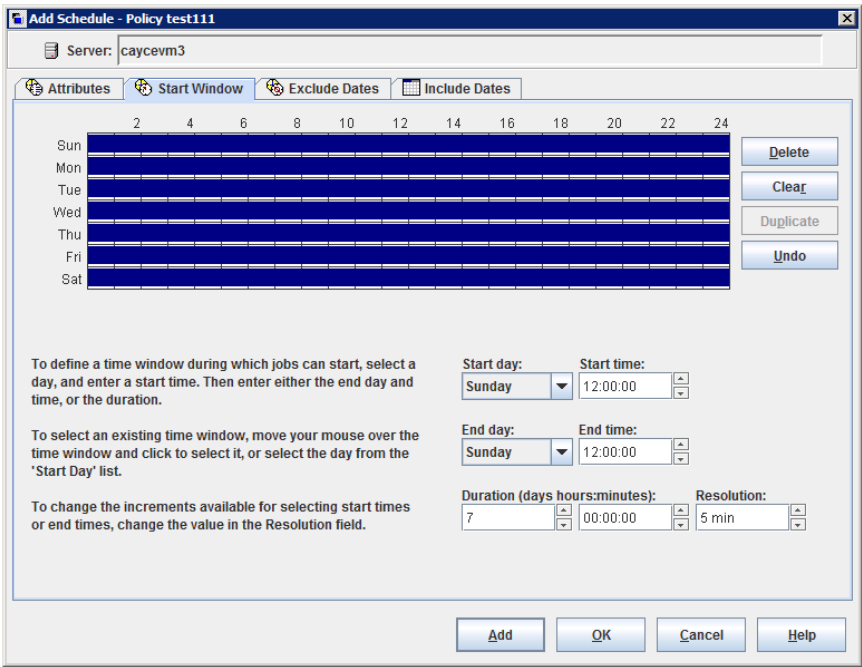 Add Schedule - Policy test111
Server: caycevm3
Attributes Start Window Exclude Dates Include Dates
2 4 6 8 10 12 14 16 18 20 22 24
Sun
Mon
Tue
Wed
Thu
Fri
Sat
Delete
Clear
Duplicate
Undo
To define a time window during which jobs can start, select a
day, and enter a start time. Then enter either the end day and
time, or the duration.
To select an existing time window, move your mouse over the
time window and click to select it, or select the day from the
'Start Day' list.
To change the increments available for selecting start times
or end times, change the value in the Resolution field.
Start day: Start time:
Sunday 12:00:00
End day: End time:
Sunday 12:00:00
Duration (days hours:minutes): Resolution:
7 00:00:00 5 min
Add OK Cancel Help